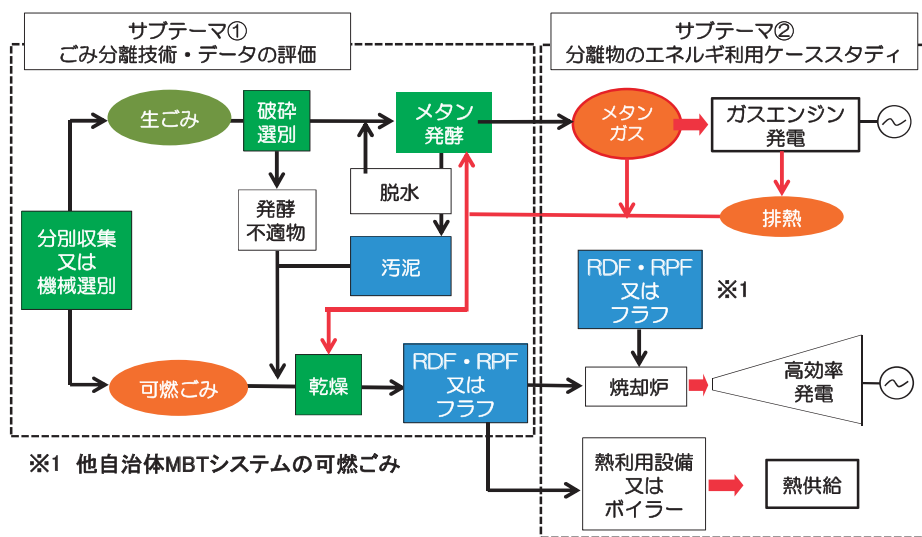 サブテーマ①
ごみ分離技術・データの評価
サブテーマ②
分離物のエネルギ利用ケーススタディ
生ごみ
破砕
選別
メタン
発酵
メタン
ガス
ガスエンジン
発電
脱水
発酵
不適物
排熱
分別収集
又は
機械選別
汚泥
RDF・RPF
又は
フラフ
※1
可燃ごみ
乾燥
RDF・RPF
又は
フラフ
焼却炉
高効率
発電
※1 他自治体MBTシステムの可燃ごみ
熱利用設備
又は
ボイラー
熱供給